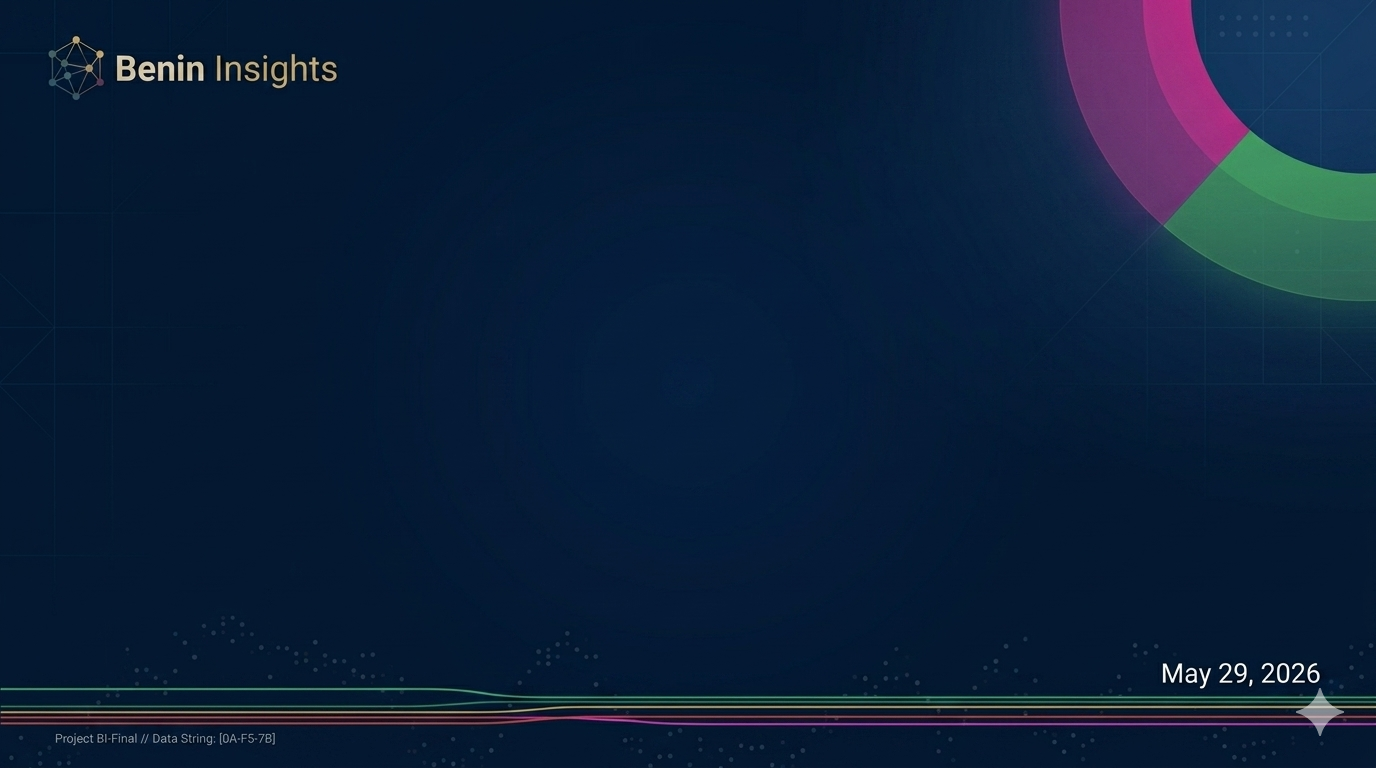 Benin Insights
May 29, 2026
Project BI-Final // Data String: [0A-F5-7B]